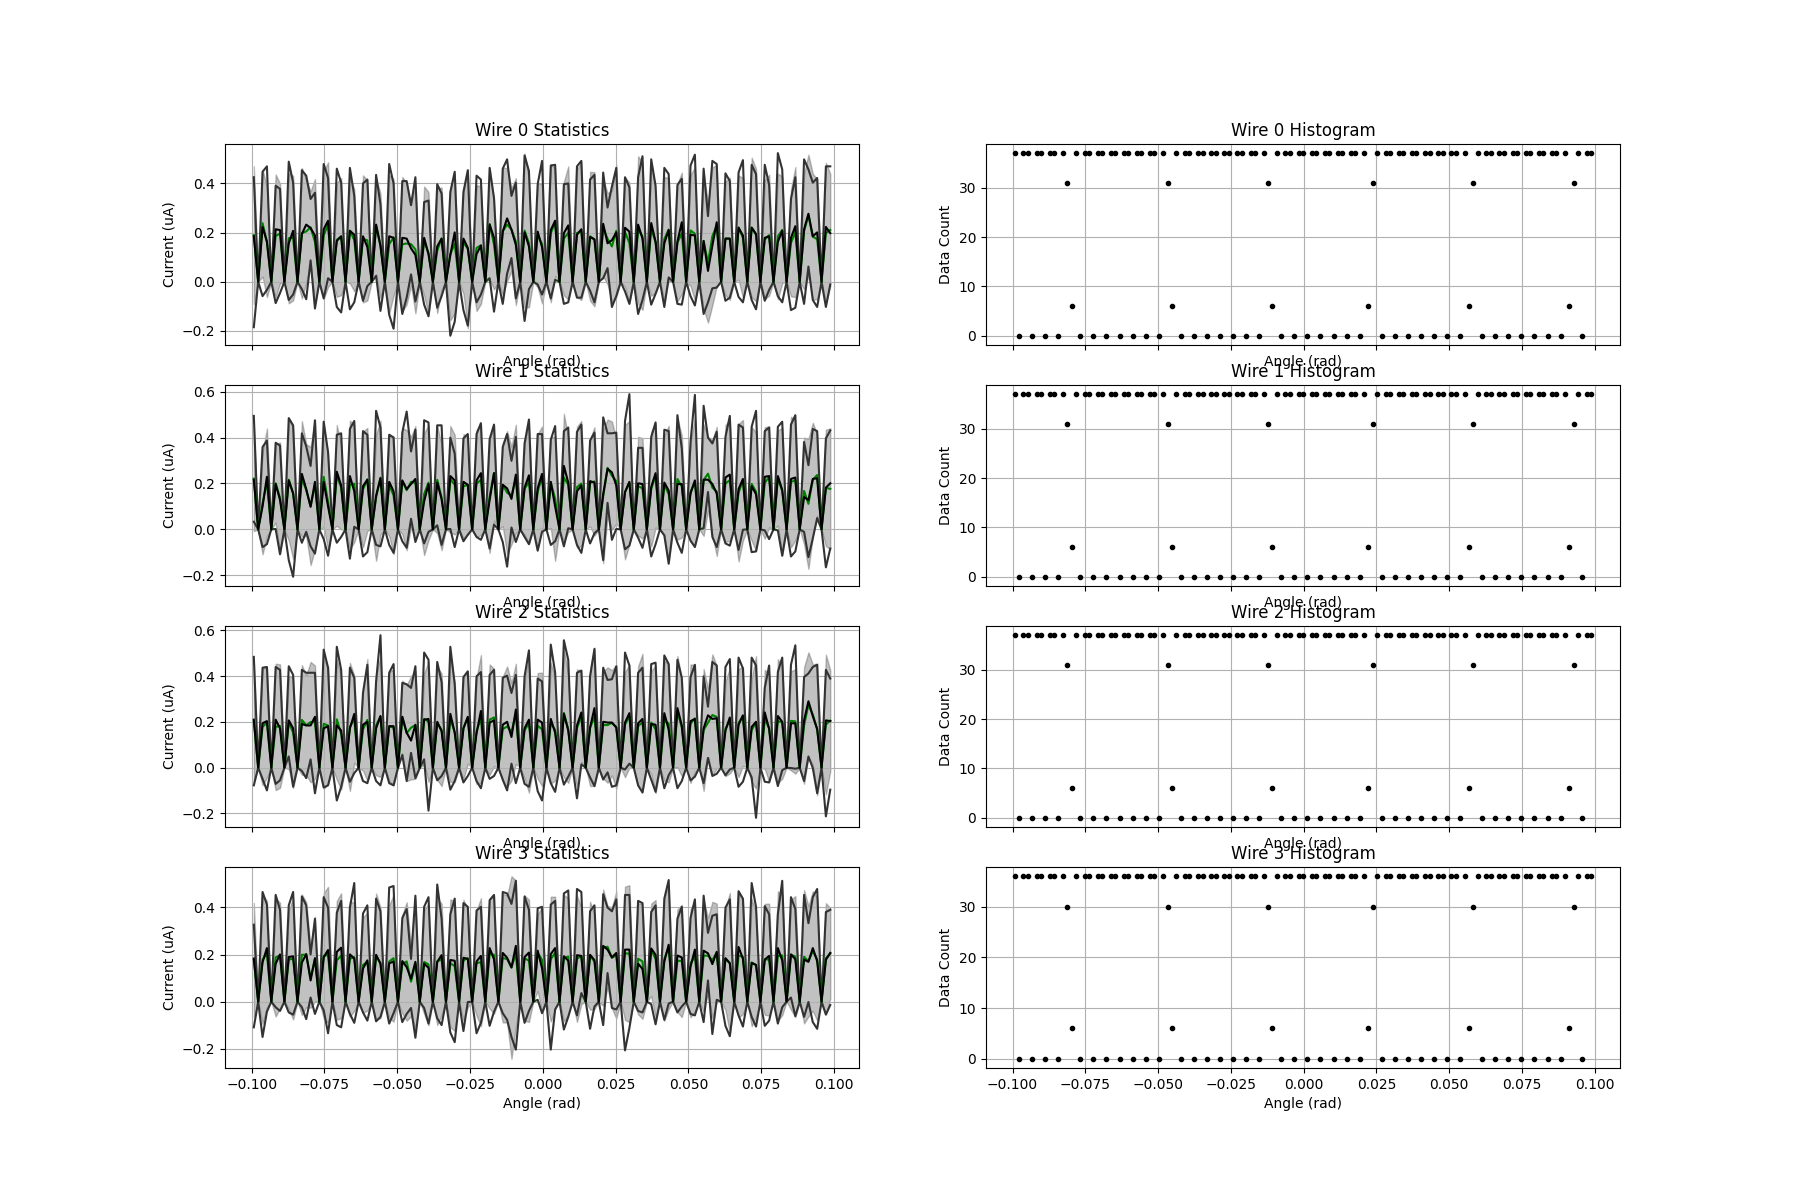 Wire 0 Statistics
Current (uA)
0.4
0.2
0.0
−0.2
Angle (rad)
Wire 0 Histogram
Data Count
30
20
10
0
Angle (rad)
Wire 1 Statistics
Current (uA)
0.6
0.4
0.2
0.0
−0.2
Angle (rad)
Wire 1 Histogram
Data Count
30
20
10
0
Angle (rad)
Wire 2 Statistics
Current (uA)
0.6
0.4
0.2
0.0
−0.2
Angle (rad)
Wire 2 Histogram
Data Count
30
20
10
0
Angle (rad)
Wire 3 Statistics
Current (uA)
0.4
0.2
0.0
−0.2
−0.100 −0.075 −0.050 −0.025 0.000 0.025 0.050 0.075 0.100
Angle (rad)
Wire 3 Histogram
Data Count
30
20
10
0
−0.100 −0.075 −0.050 −0.025 0.000 0.025 0.050 0.075 0.100
Angle (rad)